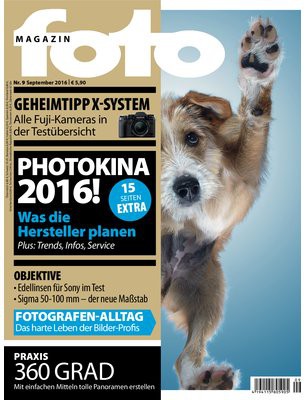 MAGAZIN
foto
Nr. 9 September 2016 | € 5,90
GEHEIMTIPP X-SYSTEM
Alle Fuji-Kameras in
der Testübersicht
PHOTOKINA
2016!
15
SEITEN
EXTRA
Was die
Hersteller planen
Plus: Trends, Infos, Service
OBJEKTIVE
• Edellinsen für Sony im Test
• Sigma 50-100 mm – der neue Maßstab
FOTOGRAFEN-ALLTAG
Das harte Leben der Bilder-Profis
PRAXIS
360 GRAD
Mit einfachen Mitteln tolle Panoramen erstellen